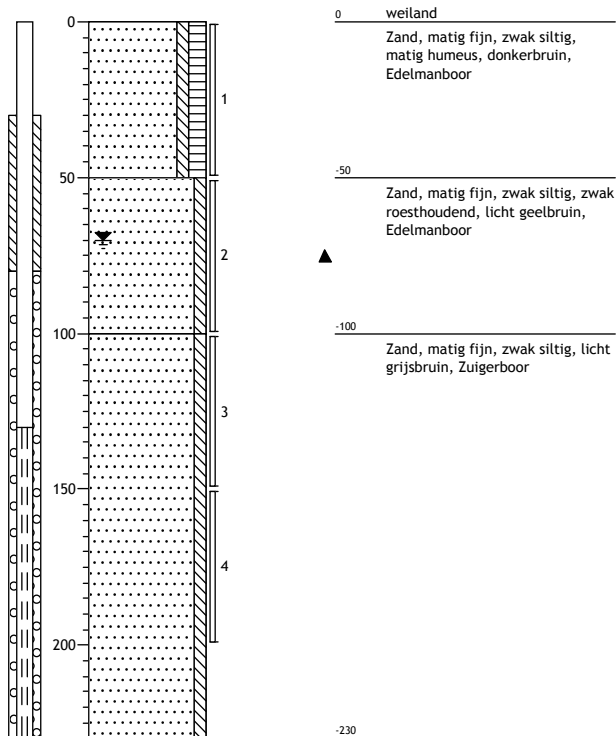 0
50
100
150
200
1
2
3
4
0 weiland
Zand, matig fijn, zwak siltig,
matig humeus, donkerbruin,
Edelmanboor
-50
Zand, matig fijn, zwak siltig, zwak
roesthoudend, licht geelbruin,
Edelmanboor
-100
Zand, matig fijn, zwak siltig, licht
grijsbruin, Zuigerboor
-230